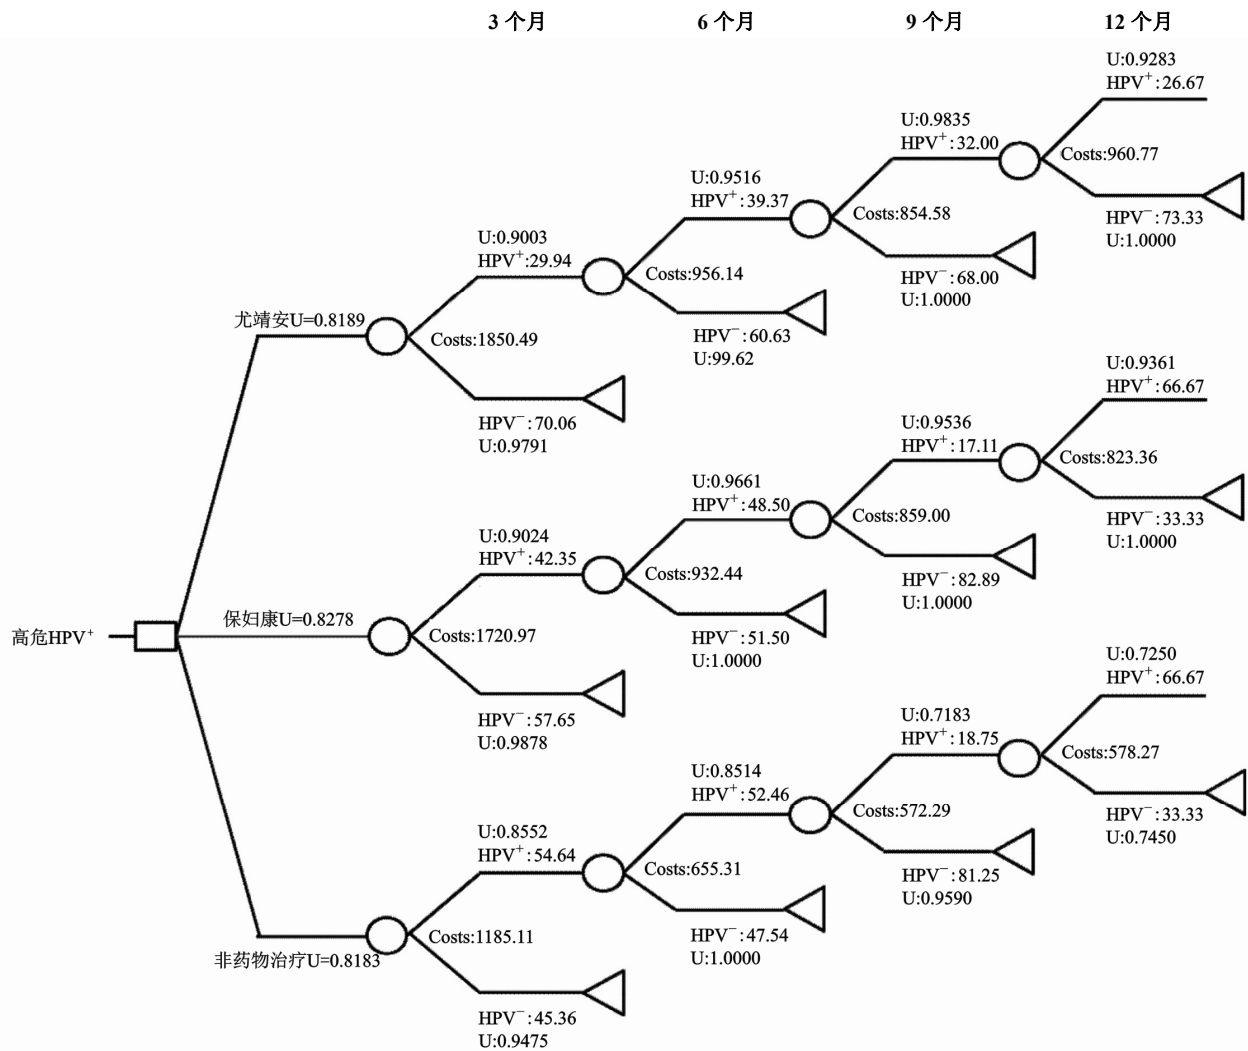 3 个月
6 个月
9 个月
12 个月
U:0.9283
HPV⁺:26.67
U:0.9835
HPV⁺:32.00
Costs:960.77
U:0.9516
HPV⁺:39.37
Costs:854.58
HPV⁻:73.33
U:1.0000
U:0.9003
HPV⁺:29.94
Costs:956.14
HPV⁻:68.00
U:1.0000
尤靖安U=0.8189
Costs:1850.49
HPV⁻:60.63
U:99.62
HPV⁻:70.06
U:0.9791
U:0.9361
HPV⁺:66.67
U:0.9536
HPV⁺:17.11
Costs:823.36
U:0.9661
HPV⁺:48.50
Costs:859.00
HPV⁻:33.33
U:1.0000
U:0.9024
HPV⁺:42.35
Costs:932.44
HPV⁻:82.89
U:1.0000
保妇康U=0.8278
高危HPV⁺
Costs:1720.97
HPV⁻:51.50
U:1.0000
HPV⁻:57.65
U:0.9878
U:0.7250
HPV⁺:66.67
U:0.7183
HPV⁺:18.75
Costs:578.27
U:0.8514
HPV⁺:52.46
Costs:572.29
HPV⁻:33.33
U:0.7450
U:0.8552
HPV⁺:54.64
Costs:655.31
HPV⁻:81.25
U:0.9590
Costs:1185.11
非药物治疗U=0.8183
HPV⁻:47.54
U:1.0000
HPV⁻:45.36
U:0.9475